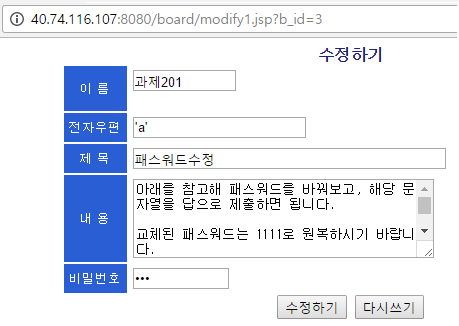 40.74.116.107:8080/board/modify1.jsp?b_id=3
수정하기
이 름 과제201
전자우편 'a'
제 목 패스워드수정
내 용
아래를 참고해 패스워드를 바꿔보고, 해당 문
자열을 답으로 제출하면 됩니다.
교체된 패스워드는 1111로 원복하시기 바랍니
다.
비밀번호 •••
수정하기 다시쓰기